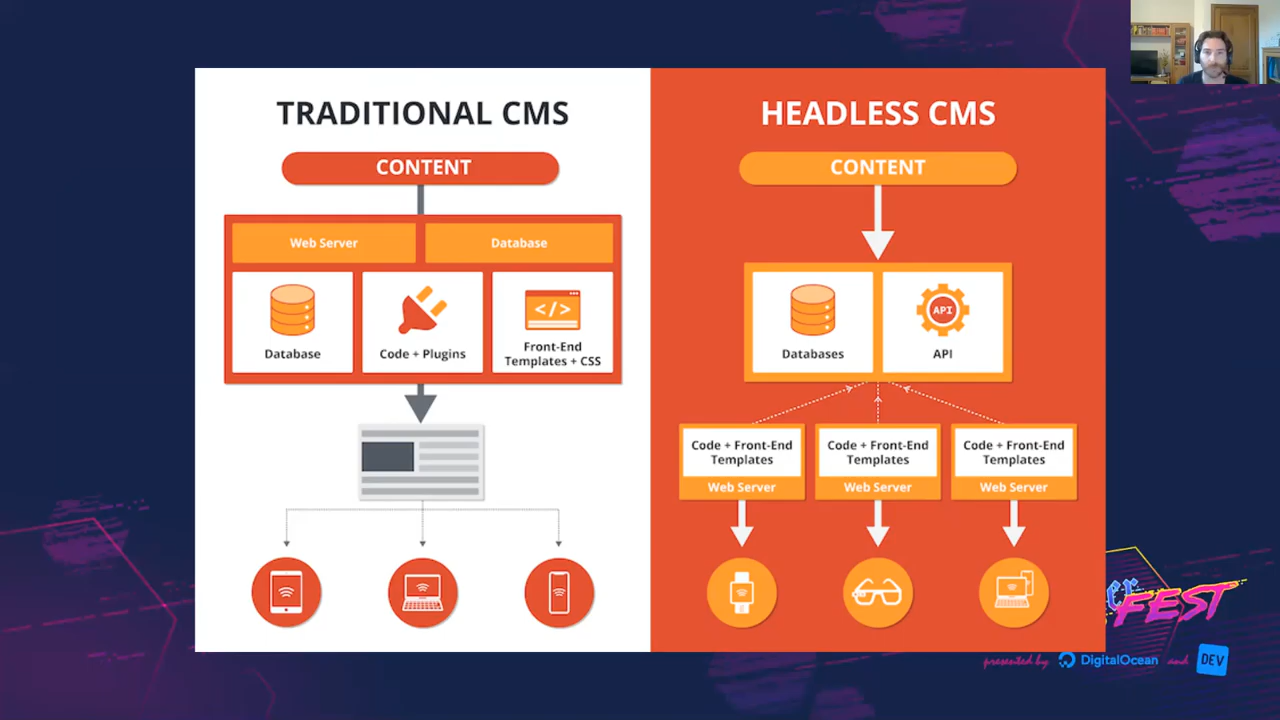 TRADITIONAL CMS
CONTENT
Web Server
Database
Database
Code + Plugins
Front-End
Templates + CSS
HEADLESS CMS
CONTENT
Databases
API
API
Code + Front-End
Templates
Web Server
Code + Front-End
Templates
Web Server
Code + Front-End
Templates
Web Server
FEST
presented by DigitalOcean and DEV